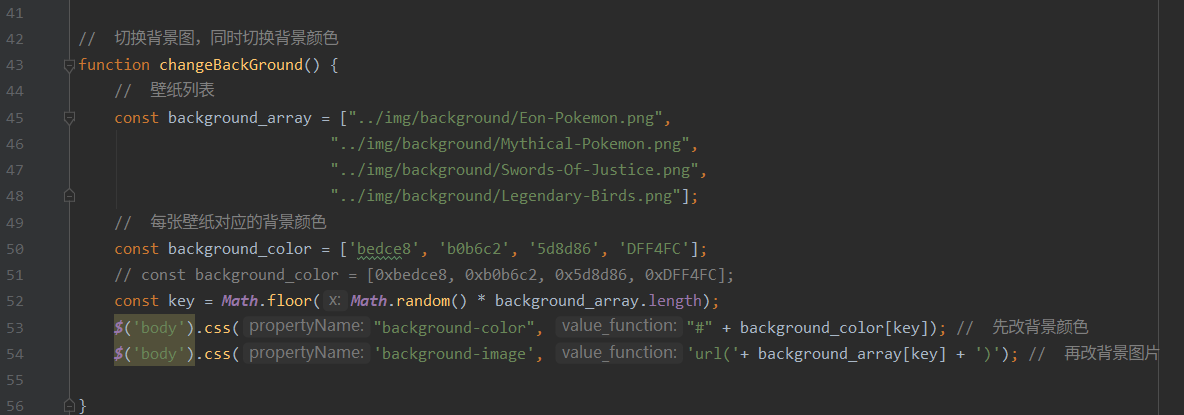 41
42 //  切换背景图，同时切换背景颜色
43 function changeBackGround() {
44 //  壁纸列表
45 const background_array = ["../img/background/Eon-Pokemon.png",
46 "../img/background/Mythical-Pokemon.png",
47 "../img/background/Swords-Of-Justice.png",
48 "../img/background/Legendary-Birds.png"];
49 //  每张壁纸对应的背景颜色
50 const background_color = ['bedce8', 'b0b6c2', '5d8d86', 'DFF4FC'];
51 // const background_color = [0xbedce8, 0xb0b6c2, 0x5d8d86, 0xDFF4FC];
52 const key = Math.floor( x: Math.random() * background_array.length);
53 $('body').css( propertyName: "background-color", value_function: "#" + background_color[key]); //  先改背景颜色
54 $('body').css( propertyName: 'background-image', value_function: 'url('+ background_array[key] + ')'); //  再改背景图片
55
56 }